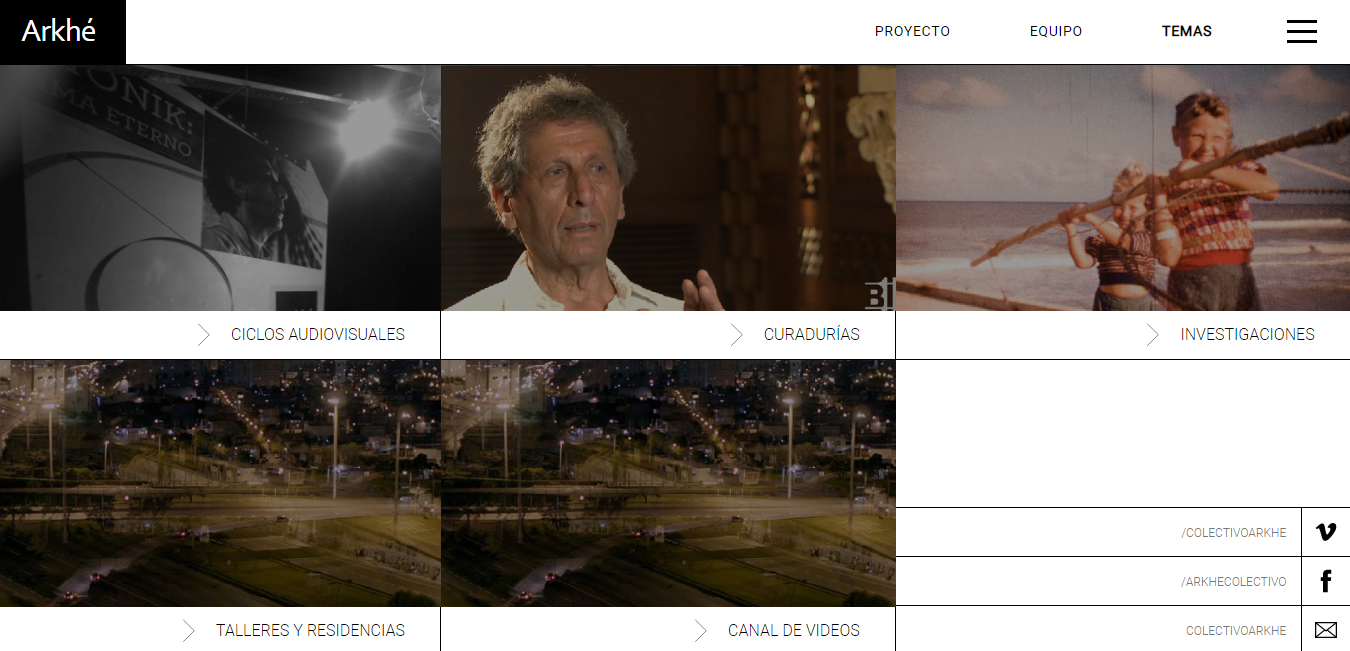 Arkhé
PROYECTO
EQUIPO
TEMAS
ONIK:
MA ETERNO
CICLOS AUDIOVISUALES
CURADURÍAS
INVESTIGACIONES
TALLERES Y RESIDENCIAS
CANAL DE VIDEOS
/COLECTIVOARKHE
/ARKHECOLECTIVO
COLECTIVOARKHE